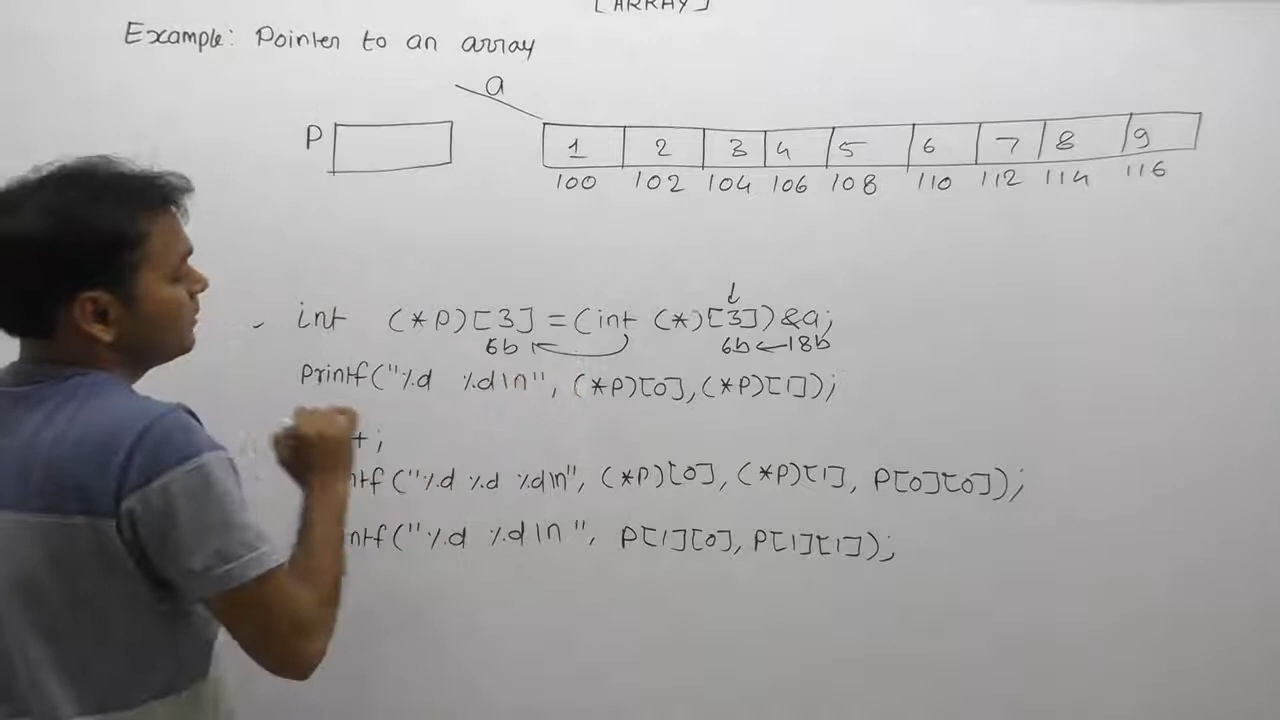 [ARRAY]
Example: Pointer to an array
a
P
1 2 3 4 5 6 7 8 9
100 102 104 106 108 110 112 114 116
int (*P)[3] = (int (*)[3])&a;
6b 6b ← 18b
printf("%d %d\n", (*P)[0], (*P)[1]);
+;
ntf("%d %d %d\n", (*P)[0], (*P)[1], P[0][0]);
ntf("%d %d\n", P[1][0], P[1][1]);